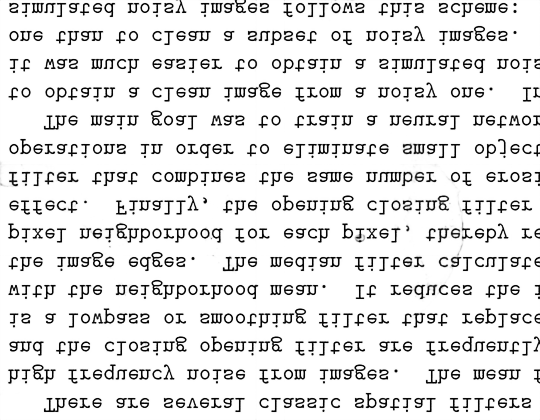 There are several classic spatial filters
high frequency noise from images.  The mean f
and the closing opening filter are frequently
is a lowpass or smoothing filter that replace
with the neighborhood mean.  It reduces the i
the image edges.  The median filter calculate
pixel neighborhood for each pixel, thereby re
effect.  Finally, the opening closing filter
filter that combines the same number of erosi
operations in order to eliminate small object
The main goal was to train a neural networ
to obtain a clean image from a noisy one.  In
it was much easier to obtain a simulated nois
one than to clean a subset of noisy images.
simulated noisy images follows this scheme: